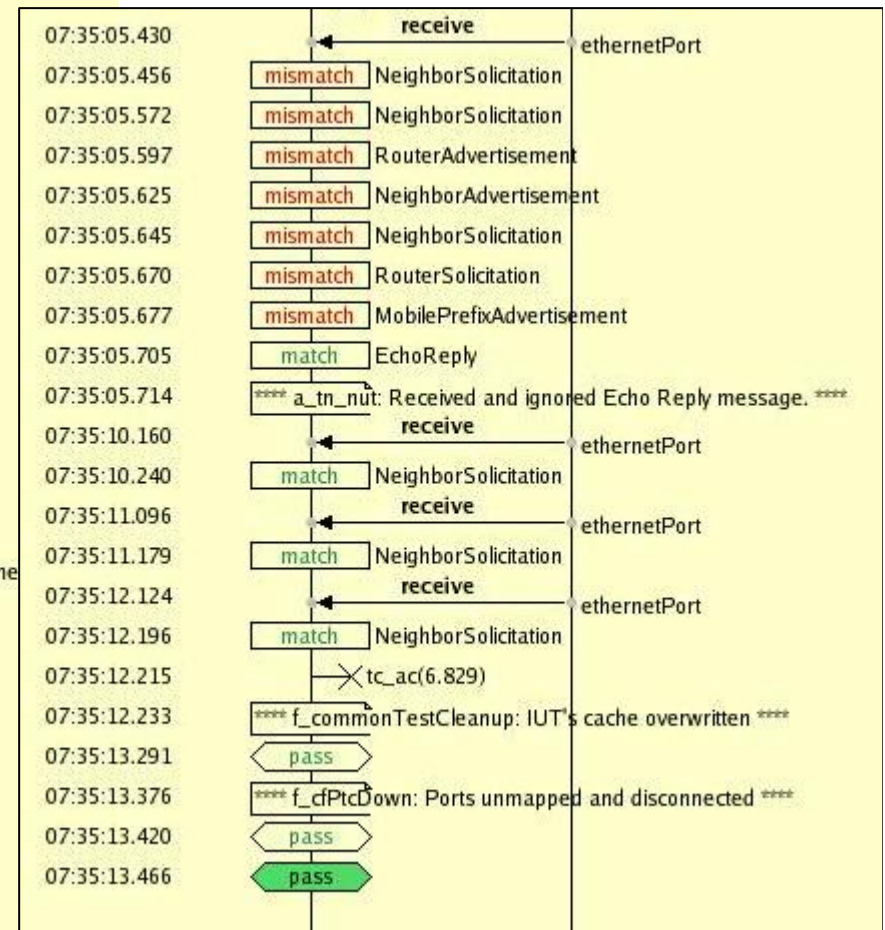 07:35:05.430 receive ethernetPort
07:35:05.456 mismatch NeighborSolicitation
07:35:05.572 mismatch NeighborSolicitation
07:35:05.597 mismatch RouterAdvertisement
07:35:05.625 mismatch NeighborAdvertisement
07:35:05.645 mismatch NeighborSolicitation
07:35:05.670 mismatch RouterSolicitation
07:35:05.677 mismatch MobilePrefixAdvertisement
07:35:05.705 match EchoReply
07:35:05.714 **** a_tn_nut: Received and ignored Echo Reply message. ****
07:35:10.160 receive ethernetPort
07:35:10.240 match NeighborSolicitation
07:35:11.096 receive ethernetPort
07:35:11.179 match NeighborSolicitation
07:35:12.124 receive ethernetPort
07:35:12.196 match NeighborSolicitation
07:35:12.215 tc_ac(6.829)
07:35:12.233 **** f_commonTestCleanup: IUT's cache overwritten ****
07:35:13.291 pass
07:35:13.376 **** f_cfPtcDown: Ports unmapped and disconnected ****
07:35:13.420 pass
07:35:13.466 pass